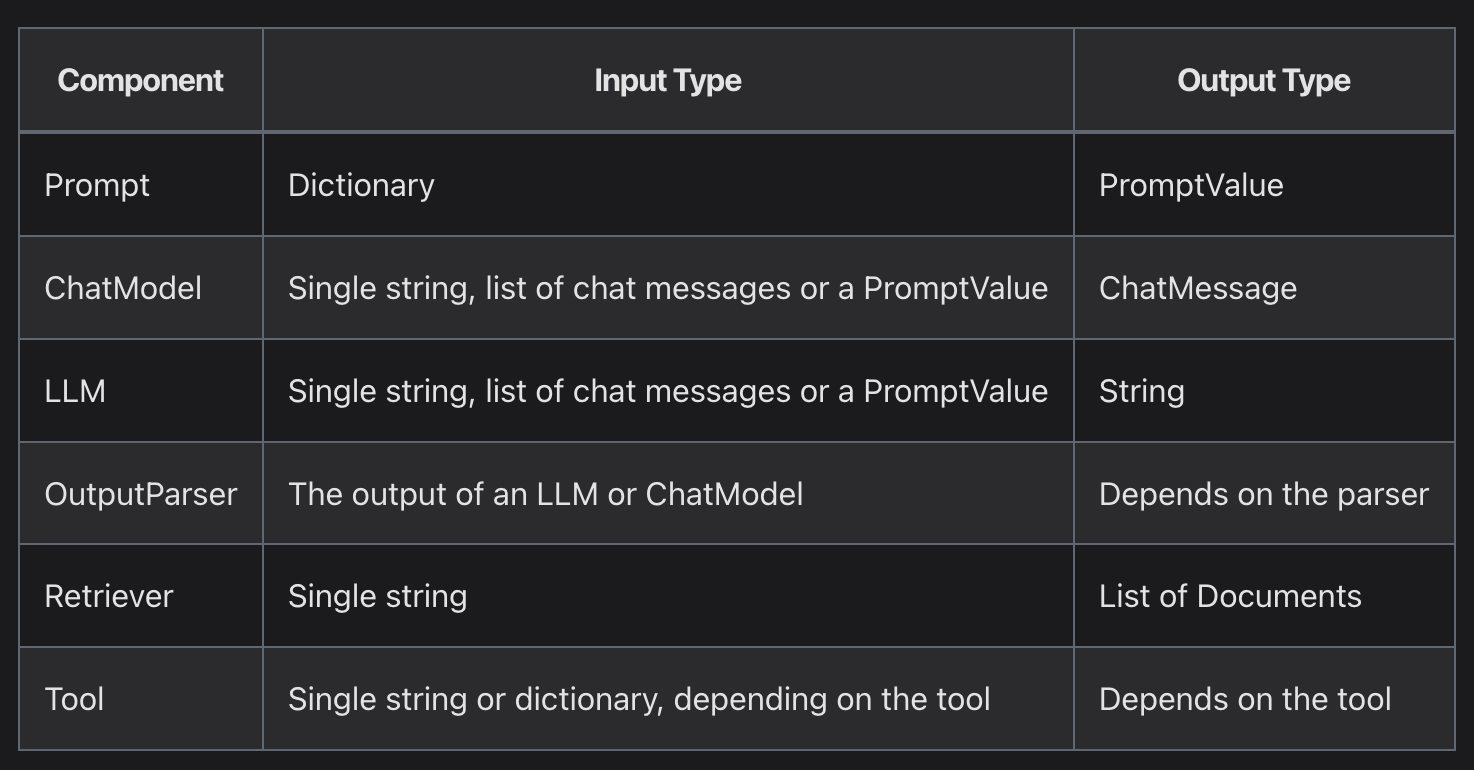 Component Input Type Output Type
Prompt Dictionary PromptValue
ChatModel Single string, list of chat messages or a PromptValue ChatMessage
LLM Single string, list of chat messages or a PromptValue String
OutputParser The output of an LLM or ChatModel Depends on the parser
Retriever Single string List of Documents
Tool Single string or dictionary, depending on the tool Depends on the tool